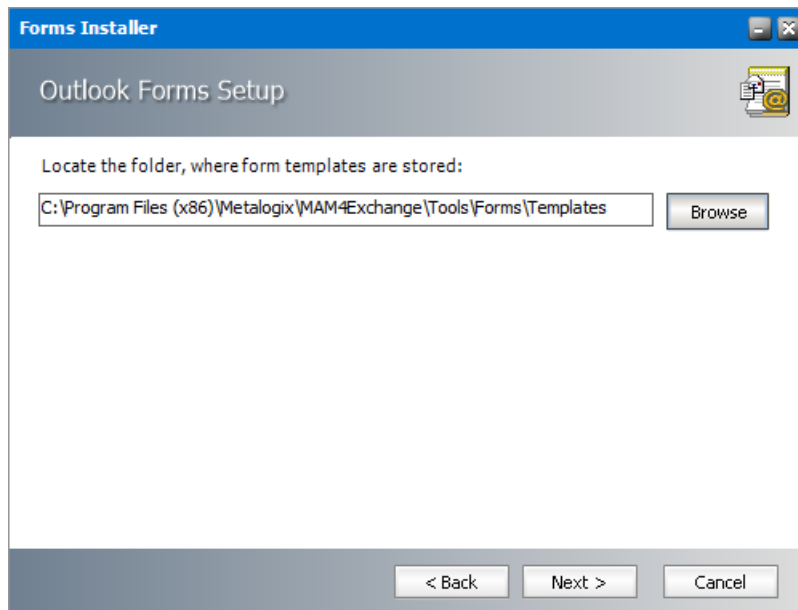 Forms Installer
Outlook Forms Setup
Locate the folder, where form templates are stored:
C:\Program Files (x86)\Metalogix\MAM4Exchange\Tools\Forms\Templates
Browse
< Back
Next >
Cancel